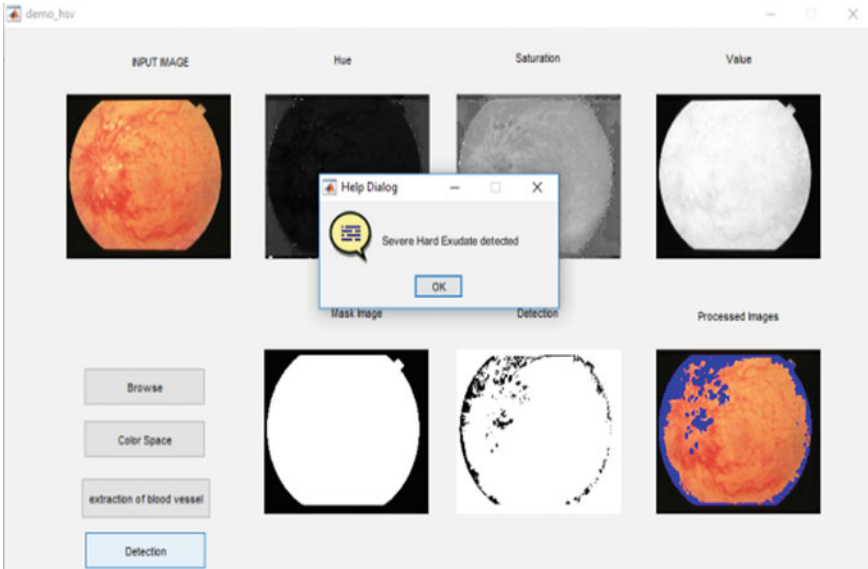 demo_hsv
INPUT IMAGE
Hue
Saturation
Value
Help Dialog
Severe Hard Exudate detected
OK
Mask Image
Detection
Processed Images
Browse
Color Space
extraction of blood vessel
Detection